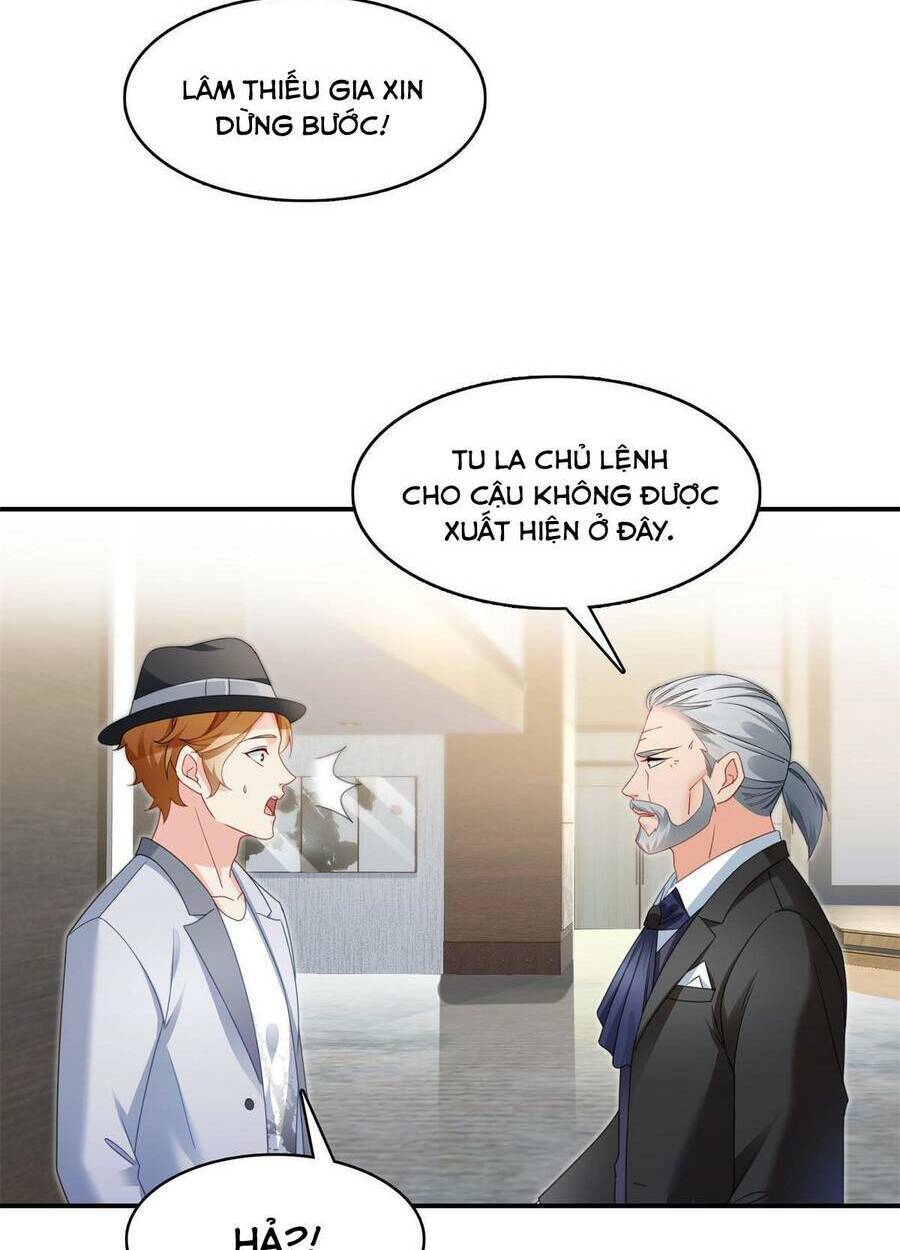 LÂM THIẾU GIA XIN
DỪNG BƯỚC!
TU LA CHỦ LỆNH
CHO CẬU KHÔNG ĐƯỢC
XUẤT HIỆN Ở ĐÂY.
HẢ?!